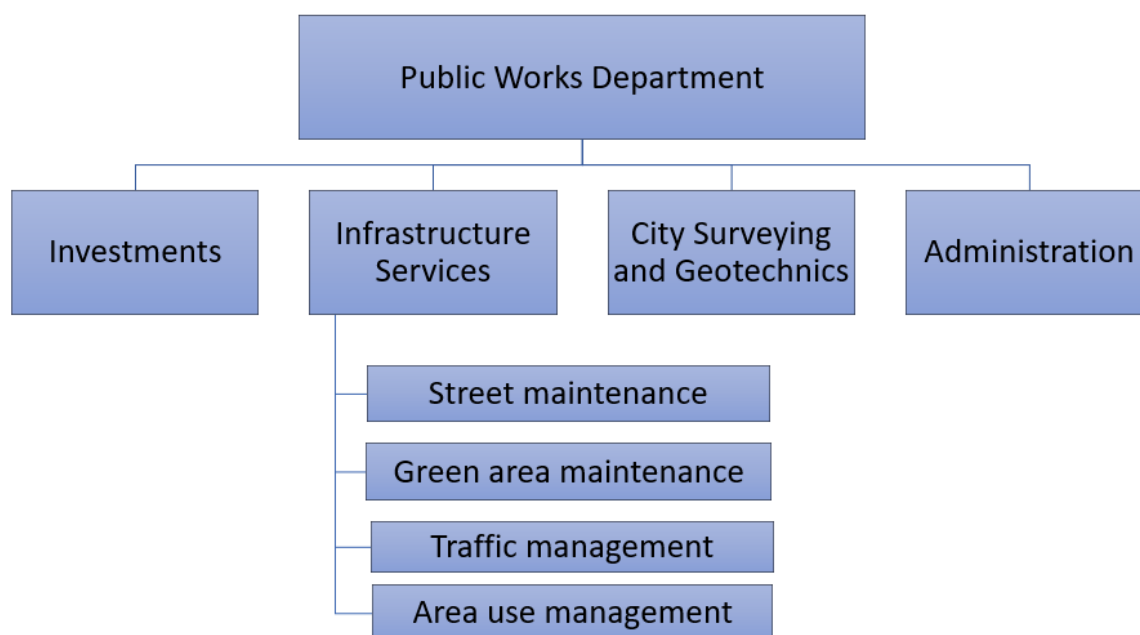 Public Works Department
Investments
Infrastructure
Services
City Surveying
and Geotechnics
Administration
Street maintenance
Green area maintenance
Traffic management
Area use management